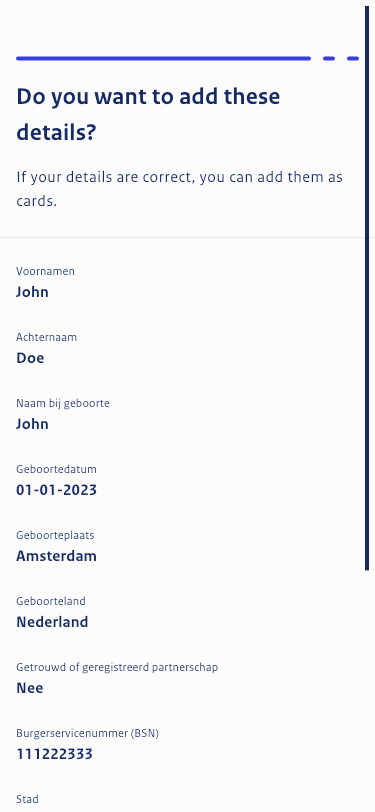 Do you want to add these
details?
If your details are correct, you can add them as
cards.
Voornamen
John
Achternaam
Doe
Naam bij geboorte
John
Geboortedatum
01-01-2023
Geboorteplaats
Amsterdam
Geboorteland
Nederland
Getrouwd of geregistreerd partnerschap
Nee
Burgerservicenummer (BSN)
111222333
Stad